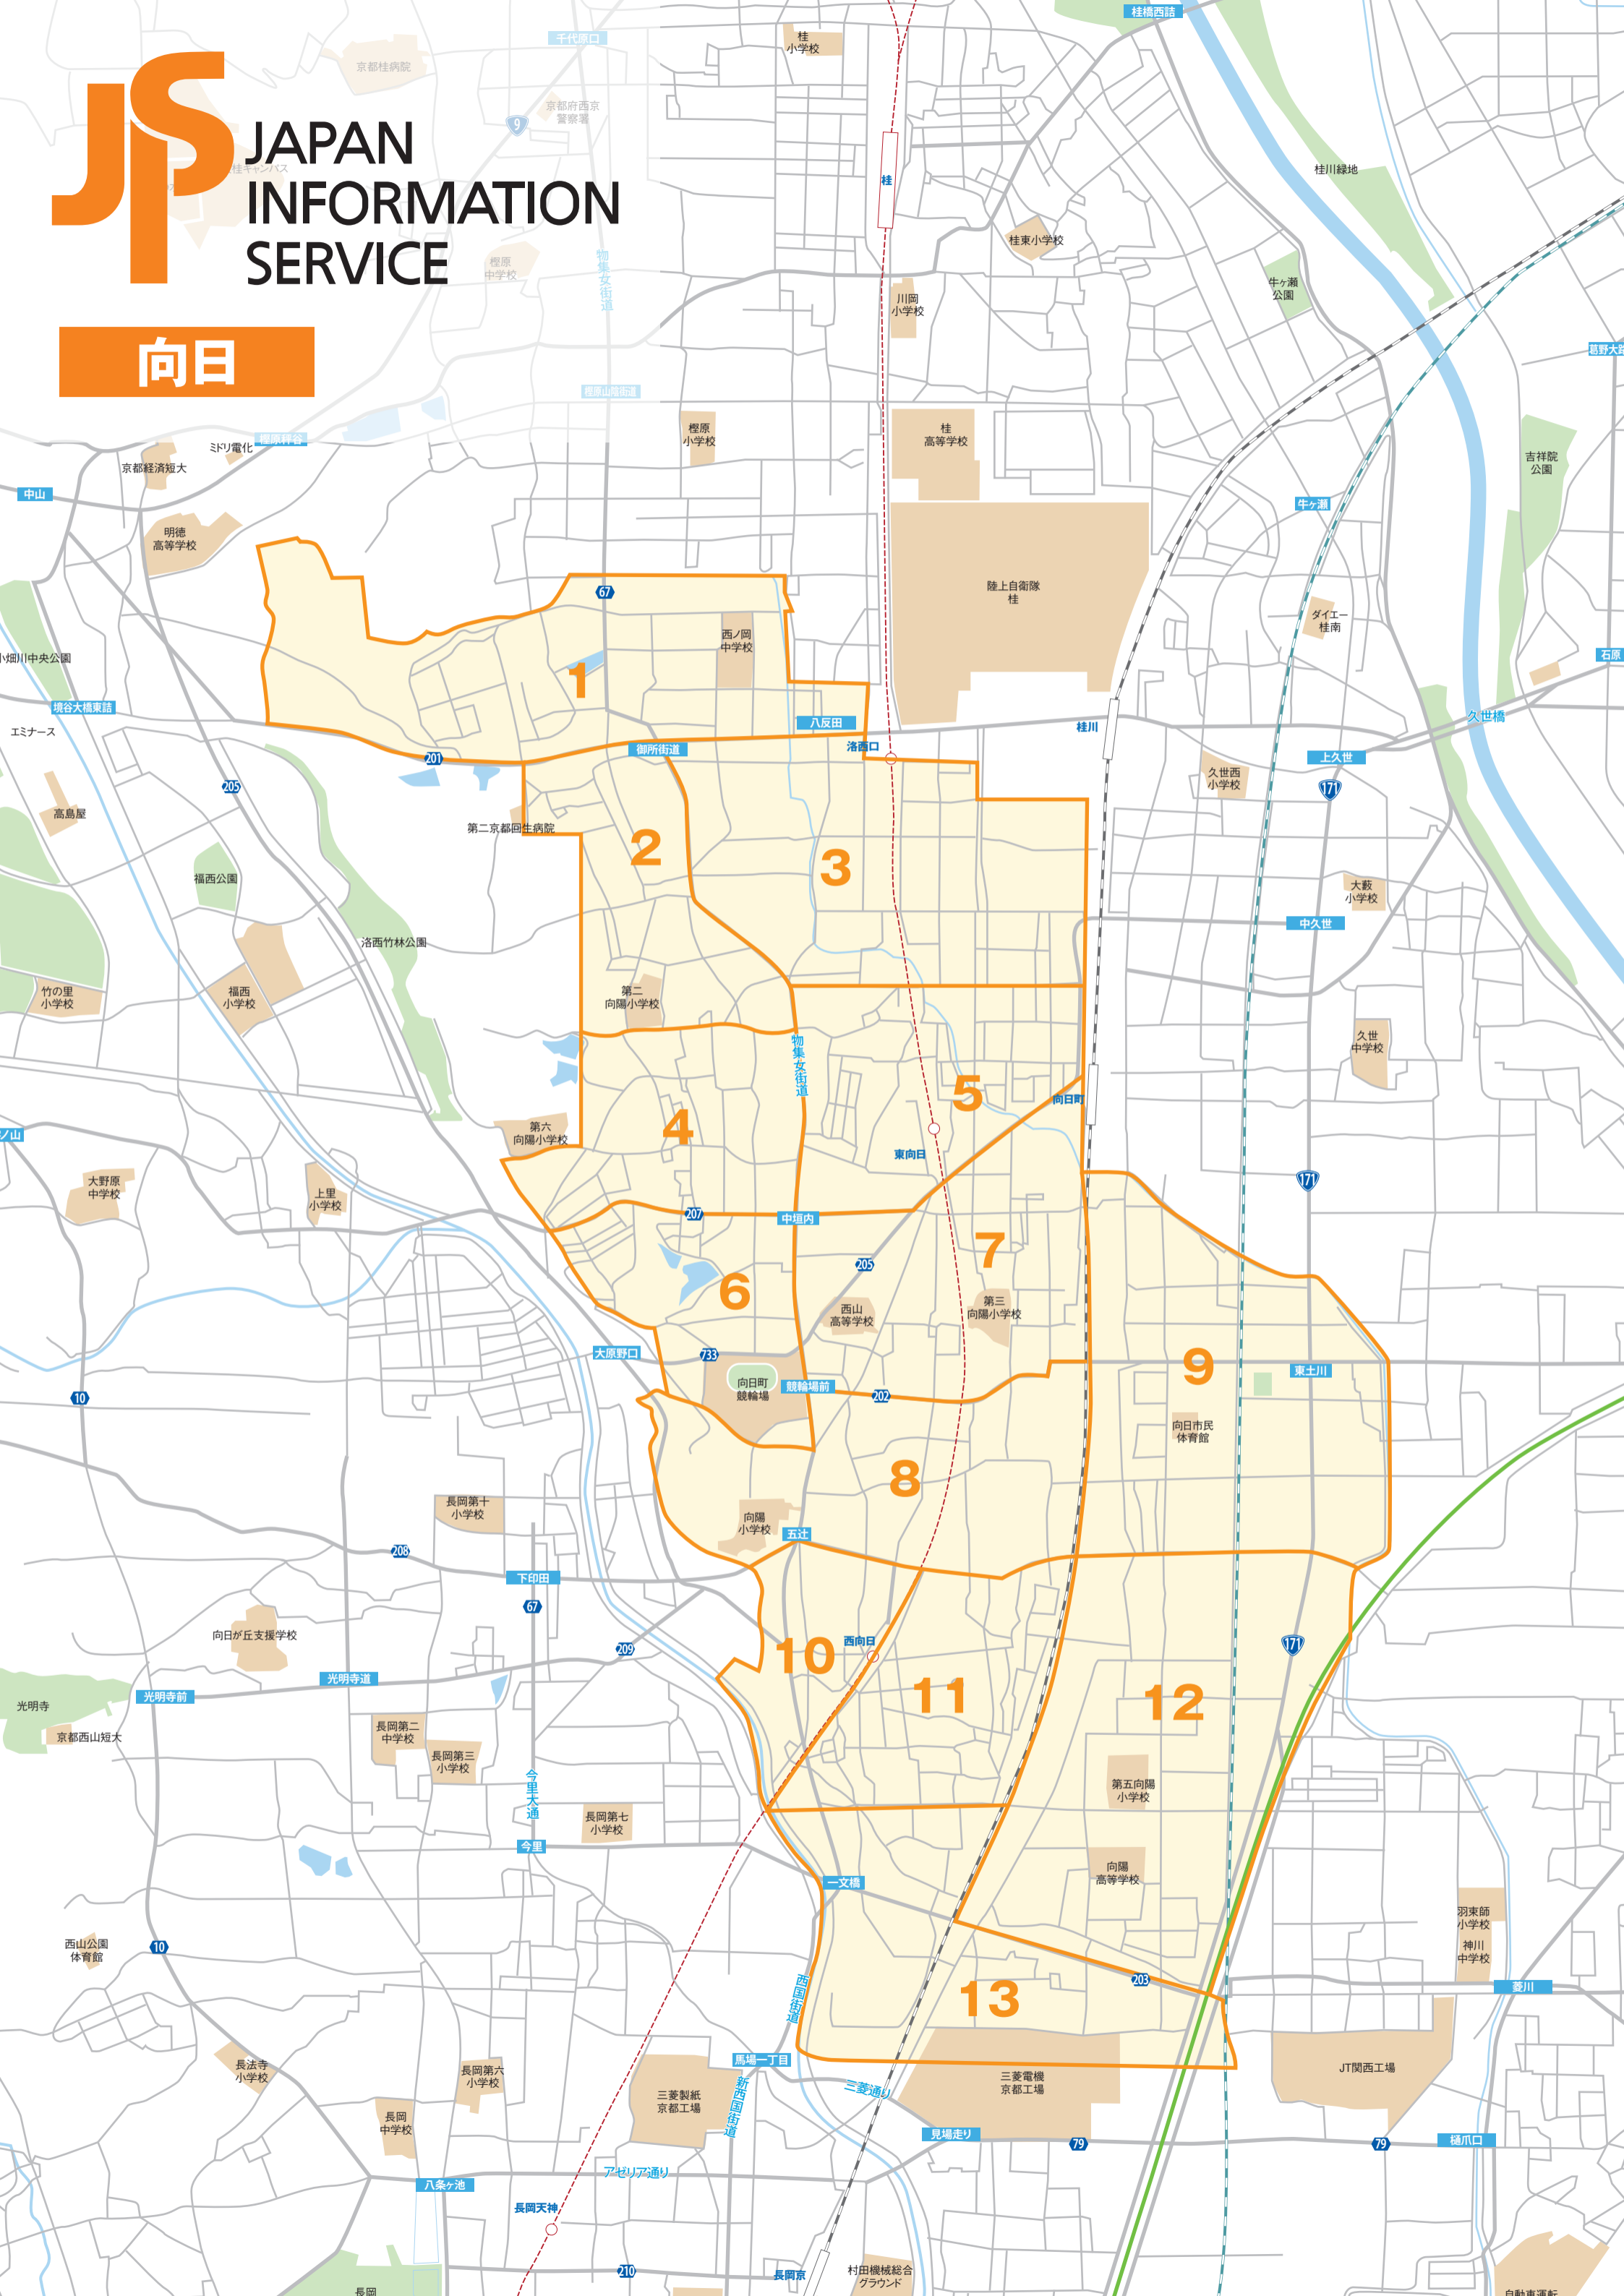 JIS
JAPAN
INFORMATION
SERVICE
向日
桂橋西詰
千代原口
桂
小学校
京都桂病院
京都府西京
警察署
9
桂キャンパス
桂川緑地
桂
桂東小学校
樫原
中学校
物集女街道
川岡
小学校
牛ヶ瀬
公園
葛野大路
樫原山陰街道
樫原
小学校
桂
高等学校
ミドリ電化
樫原秤谷
京都経済短大
吉祥院
公園
中山
牛ヶ瀬
明徳
高等学校
67
陸上自衛隊
桂
ダイエー
桂南
西ノ岡
中学校
小畑川中央公園
石原
1
境谷大橋東詰
八反田
久世橋
エミナース
御所街道
洛西口
桂川
201
上久世
205
久世西
小学校
171
高島屋
第二京都回生病院
2
3
福西公園
大藪
小学校
中久世
洛西竹林公園
竹の里
小学校
福西
小学校
第二
向陽小学校
久世
中学校
物集女街道
5
向日町
4
第六
向陽小学校
東向日
大野原
中学校
上里
小学校
171
207
中垣内
7
205
6
西山
高等学校
第三
向陽小学校
大原野口
733
9
東土川
向日町
競輪場
競輪場前
202
10
向日市民
体育館
8
長岡第十
小学校
向陽
小学校
五辻
208
下印田
67
向日が丘支援学校
209
10
西向日
171
光明寺道
光明寺前
11
12
光明寺
京都西山短大
長岡第二
中学校
長岡第三
小学校
第五向陽
小学校
今里大通
長岡第七
小学校
今里
向陽
高等学校
一文橋
羽束師
小学校
神川
中学校
西山公園
体育館
10
203
菱川
13
西国街道
馬場一丁目
長法寺
小学校
長岡第六
小学校
三菱製紙
京都工場
新西国街道
三菱通り
三菱電機
京都工場
JT関西工場
長岡
中学校
見場走り
79
79
樋爪口
アゼリア通り
八条ヶ池
長岡天神
210
長岡京
村田機械総合
グラウンド
長岡
自動車運転